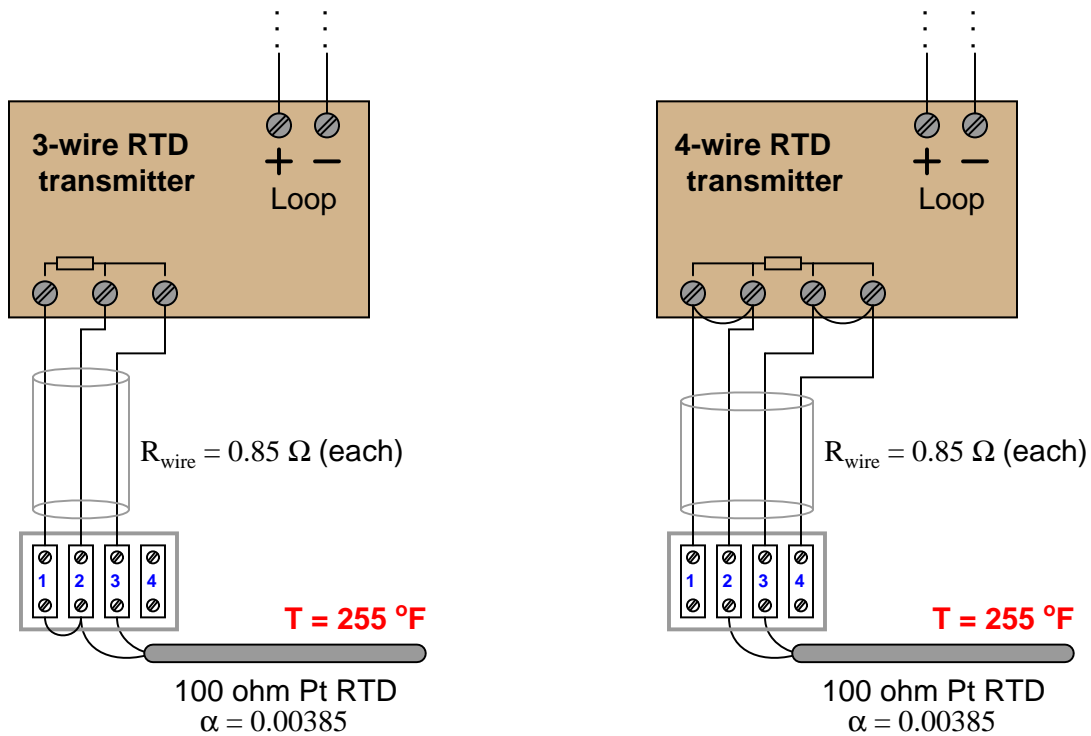 3-wire RTD
transmitter
+ −
Loop
R_wire = 0.85 Ω (each)
1 2 3 4
T = 255 °F
100 ohm Pt RTD
α = 0.00385
4-wire RTD
transmitter
+ −
Loop
R_wire = 0.85 Ω (each)
1 2 3 4
T = 255 °F
100 ohm Pt RTD
α = 0.00385